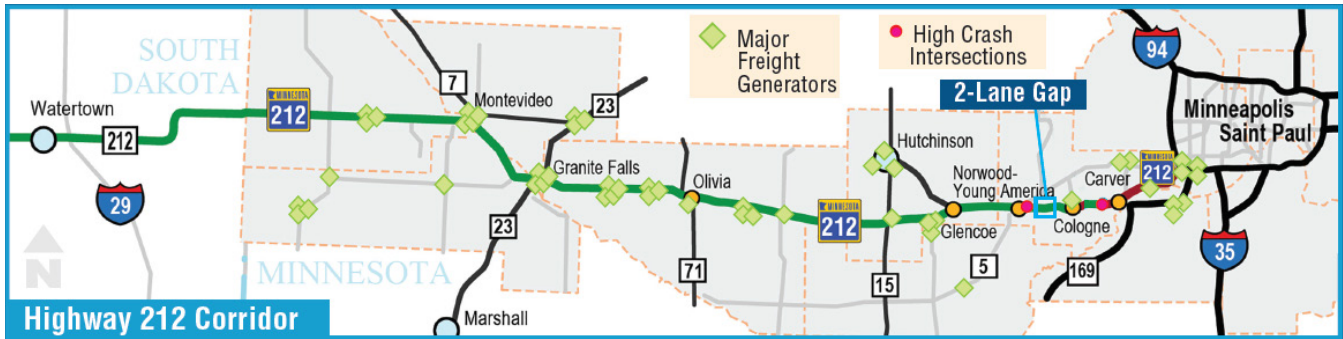 SOUTH
DAKOTA
Watertown
212
29
N
MINNESOTA
212
MINNESOTA
7
Montevideo
23
Granite Falls
23
Marshall
Olivia
71
Major
Freight
Generators
High Crash
Intersections
2-Lane Gap
Hutchinson
MINNESOTA
212
15
Glencoe
Norwood-
Young America
5
Cologne
Carver
169
MINNESOTA
212
94
Minneapolis
Saint Paul
35
Highway 212 Corridor